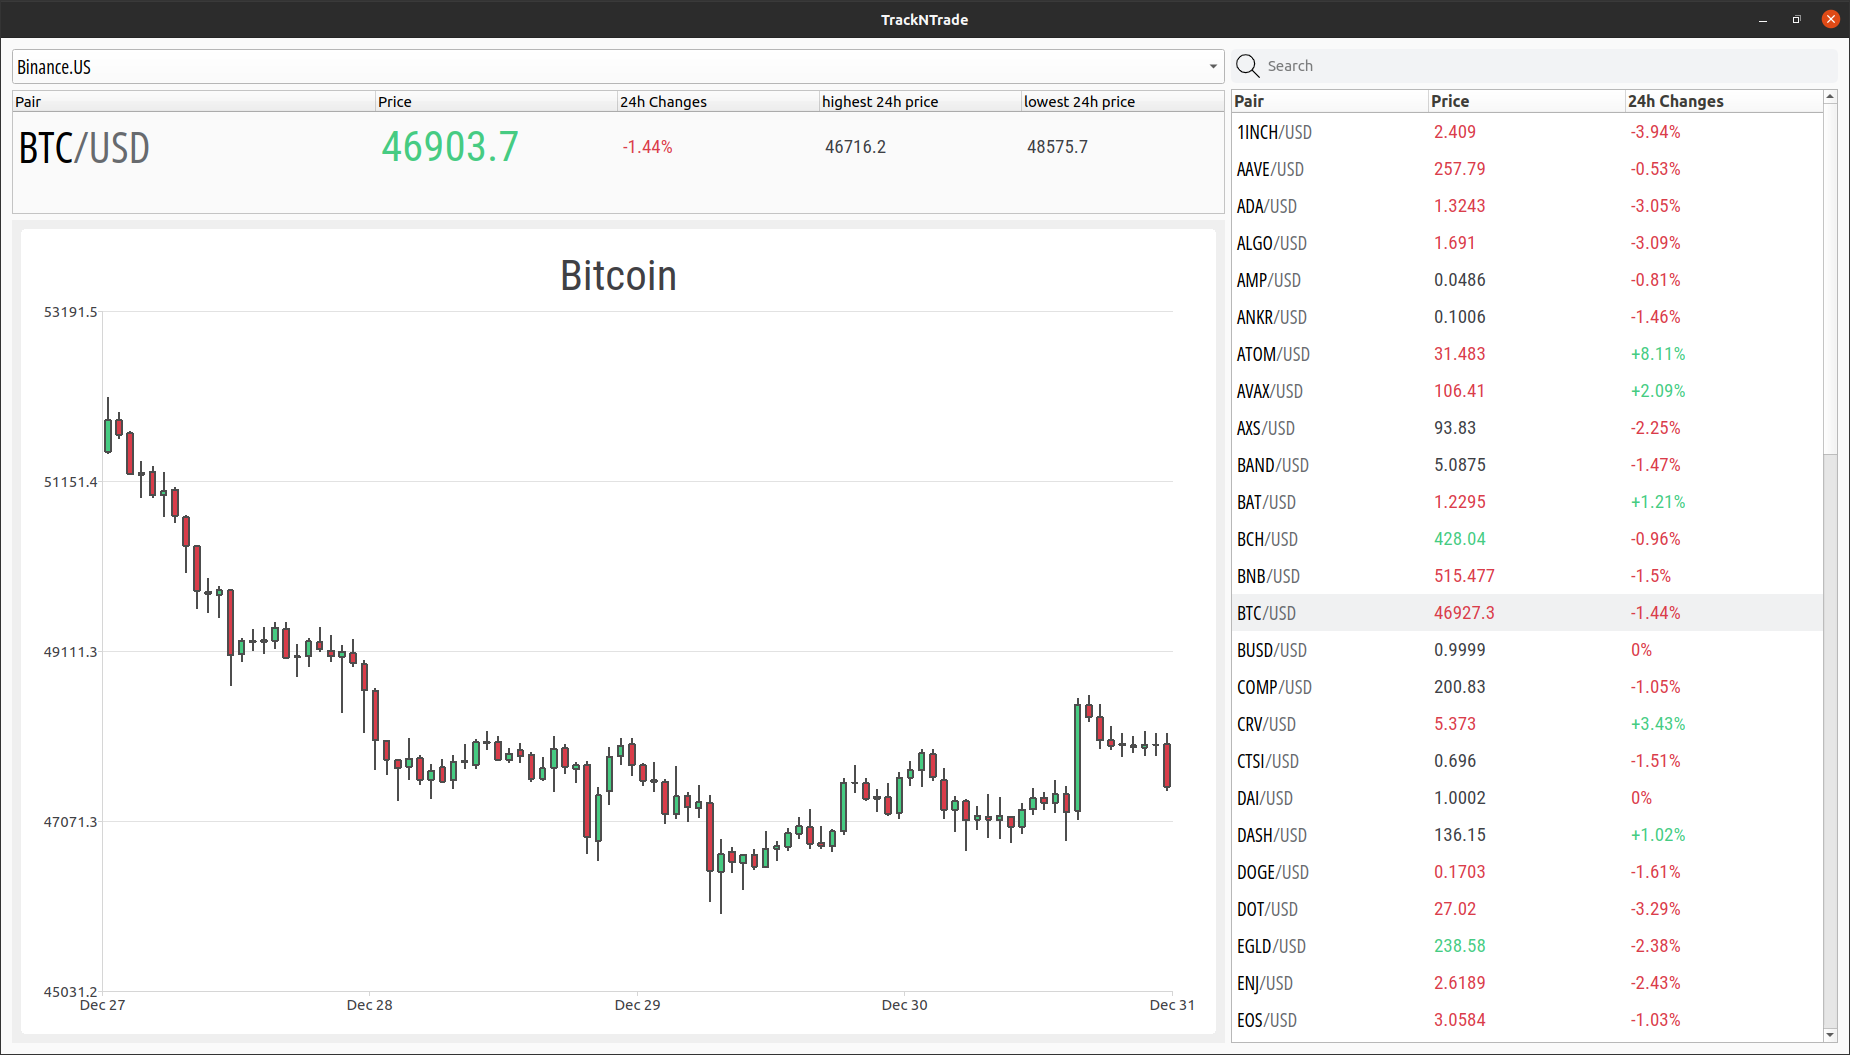 TrackNTrade
Binance.US
Search
Pair Price 24h Changes highest 24h price lowest 24h price
BTC/USD 46903.7 -1.44% 46716.2 48575.7
Bitcoin
53191.5
51151.4
49111.3
47071.3
45031.2
Dec 27 Dec 28 Dec 29 Dec 30 Dec 31
Pair Price 24h Changes
1INCH/USD 2.409 -3.94%
AAVE/USD 257.79 -0.53%
ADA/USD 1.3243 -3.05%
ALGO/USD 1.691 -3.09%
AMP/USD 0.0486 -0.81%
ANKR/USD 0.1006 -1.46%
ATOM/USD 31.483 +8.11%
AVAX/USD 106.41 +2.09%
AXS/USD 93.83 -2.25%
BAND/USD 5.0875 -1.47%
BAT/USD 1.2295 +1.21%
BCH/USD 428.04 -0.96%
BNB/USD 515.477 -1.5%
BTC/USD 46927.3 -1.44%
BUSD/USD 0.9999 0%
COMP/USD 200.83 -1.05%
CRV/USD 5.373 +3.43%
CTSI/USD 0.696 -1.51%
DAI/USD 1.0002 0%
DASH/USD 136.15 +1.02%
DOGE/USD 0.1703 -1.61%
DOT/USD 27.02 -3.29%
EGLD/USD 238.58 -2.38%
ENJ/USD 2.6189 -2.43%
EOS/USD 3.0584 -1.03%